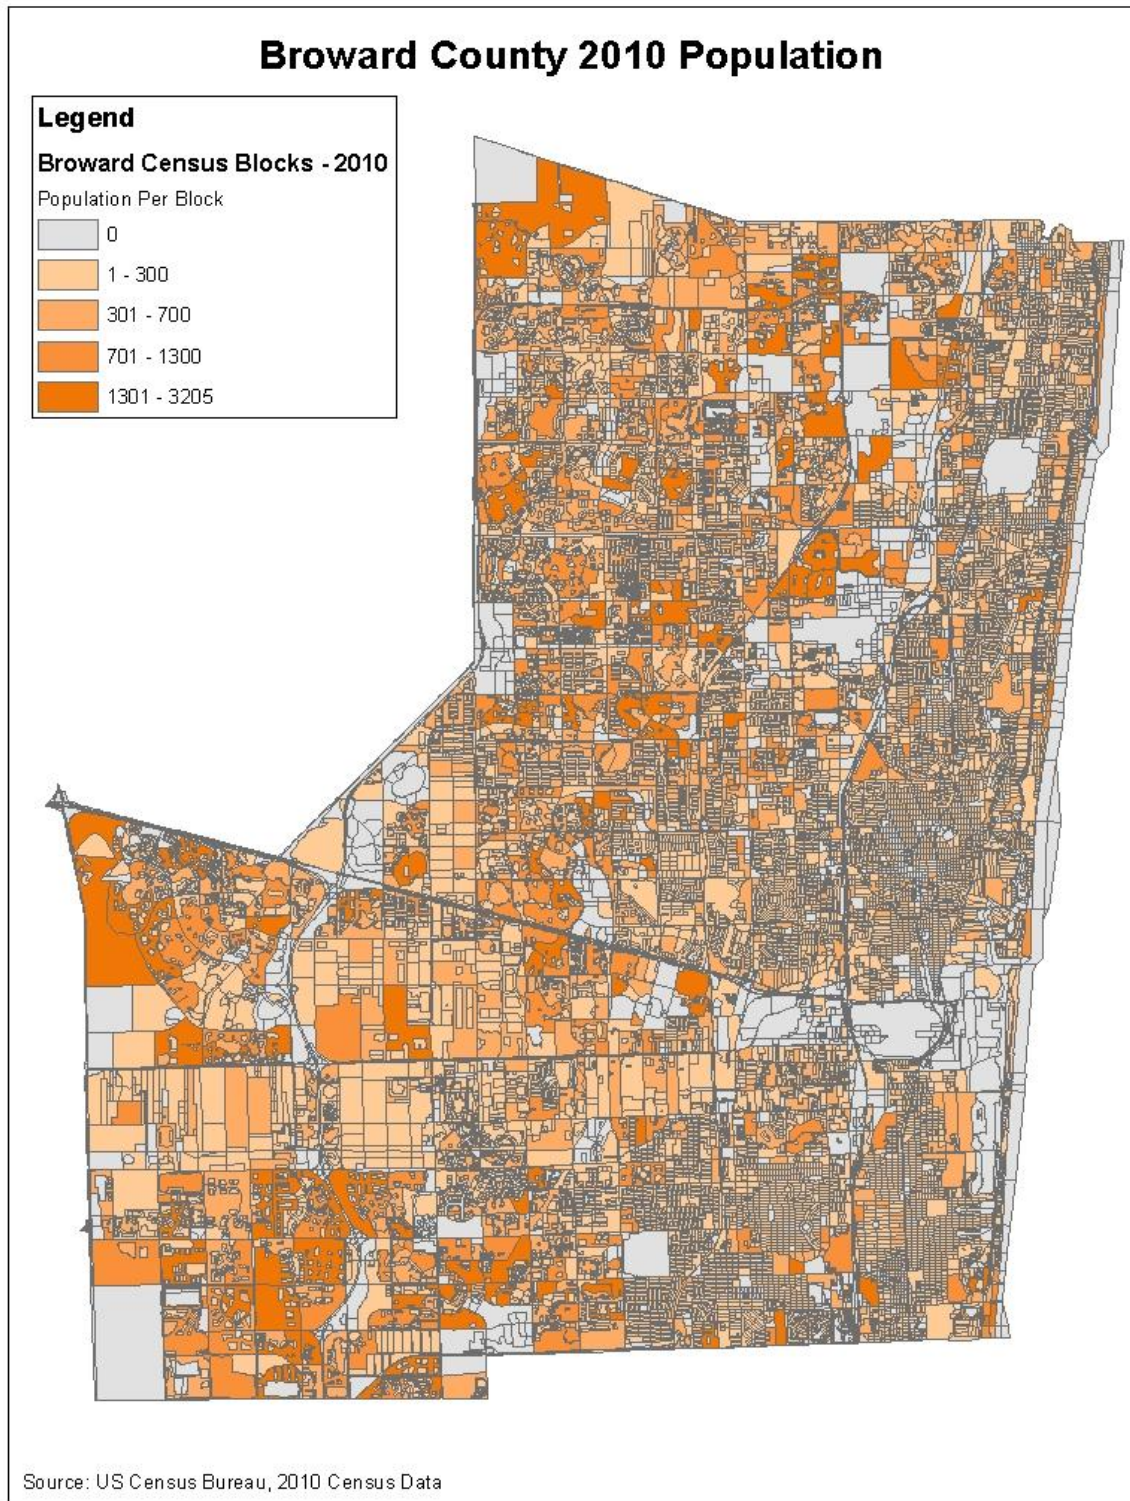 Broward County 2010 Population
Legend
Broward Census Blocks - 2010
Population Per Block
0
1 - 300
301 - 700
701 - 1300
1301 - 3205
Source: US Census Bureau, 2010 Census Data